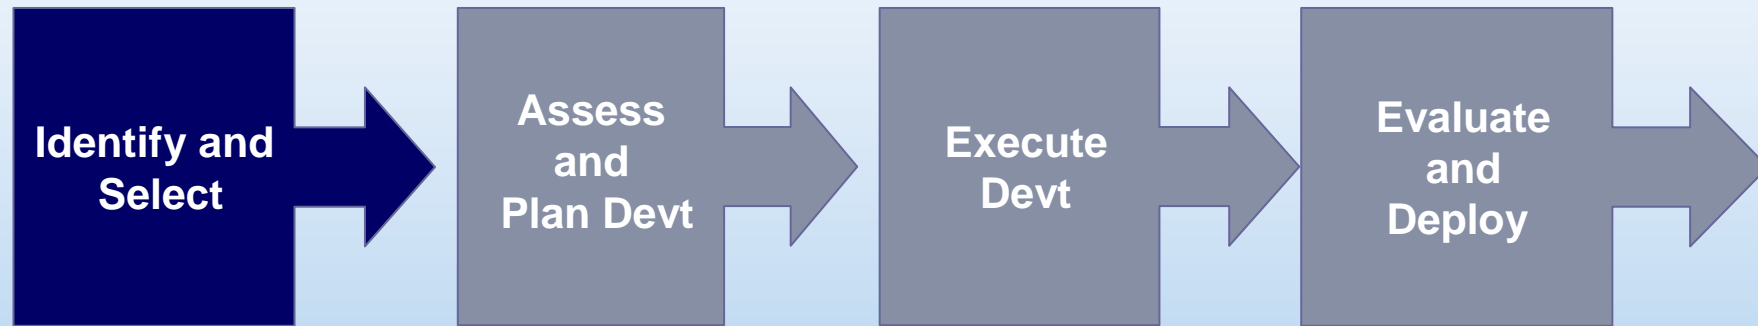 Identify and
Select
Assess
and
Plan Devt
Execute
Devt
Evaluate
and
Deploy